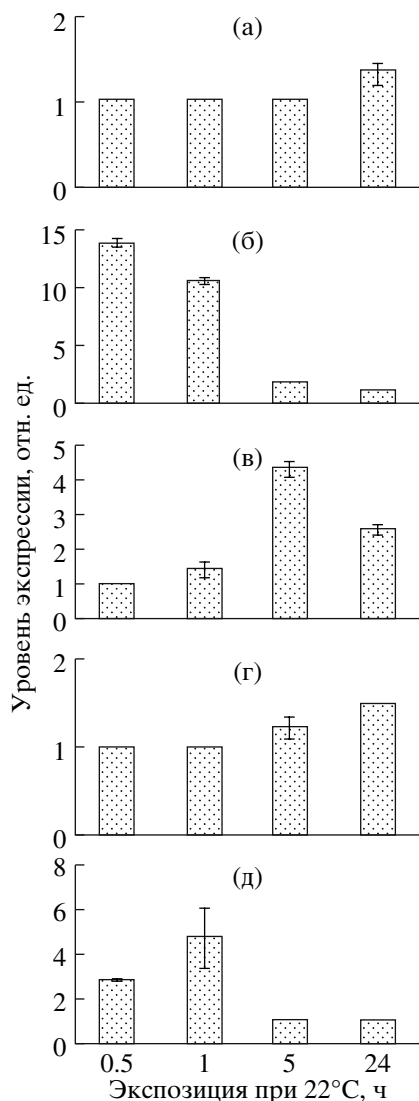 (а)
2
1
0
(б)
15
10
5
0
(в)
5
4
3
2
1
0
(г)
2
1
0
(д)
8
6
4
2
0
Уровень экспрессии, отн. ед.
0.5 1 5 24
Экспозиция при 22°C, ч